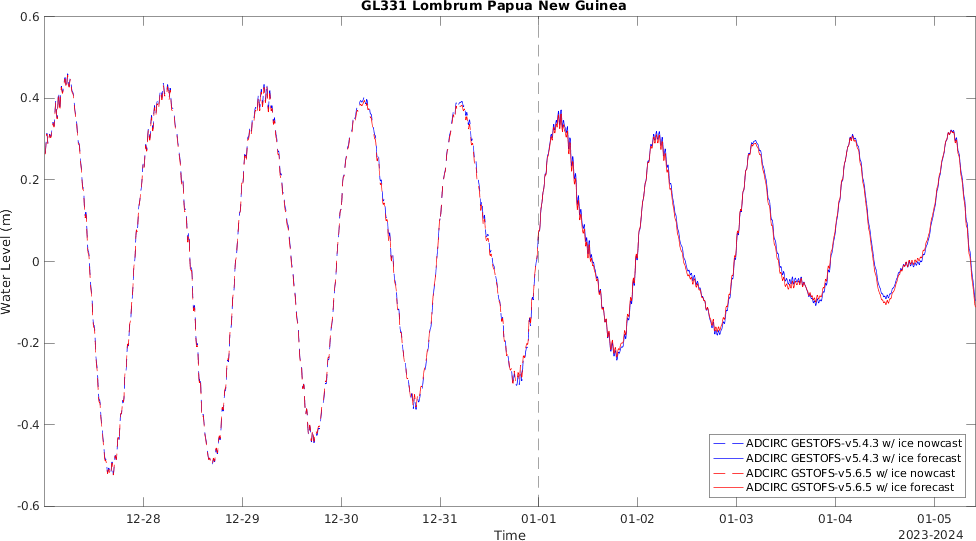 GL331 Lombrum Papua New Guinea
0.6
0.4
0.2
0
-0.2
-0.4
-0.6
Water Level (m)
ADCIRC GESTOFS-v5.4.3 w/ ice nowcast
ADCIRC GESTOFS-v5.4.3 w/ ice forecast
ADCIRC GSTOFS-v5.6.5 w/ ice nowcast
ADCIRC GSTOFS-v5.6.5 w/ ice forecast
12-28 12-29 12-30 12-31 01-01 01-02 01-03 01-04 01-05
Time
2023-2024